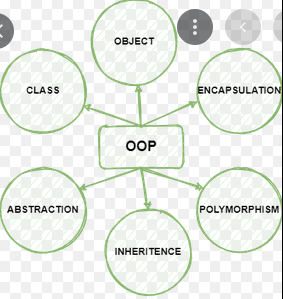 OBJECT
CLASS
ENCAPSULATION
OOP
ABSTRACTION
POLYMORPHISM
INHERITENCE